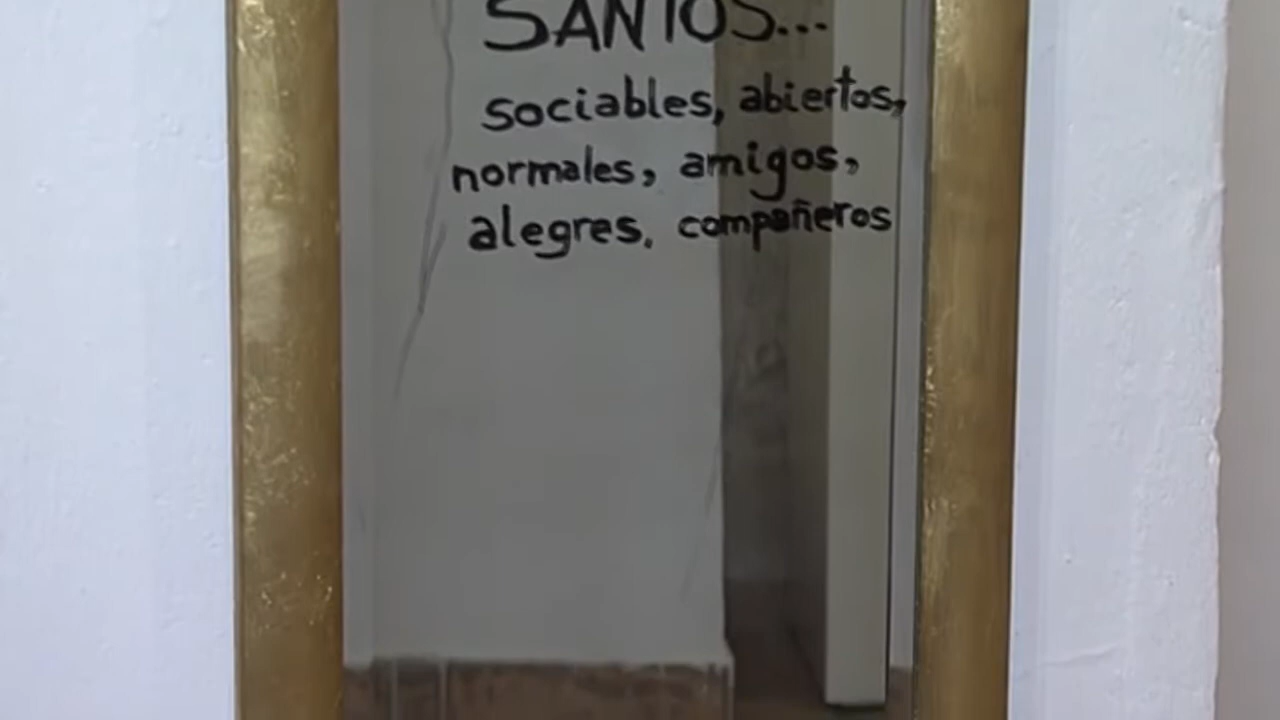 SANTOS...
sociables, abiertos,
normales, amigos,
alegres, compañeros